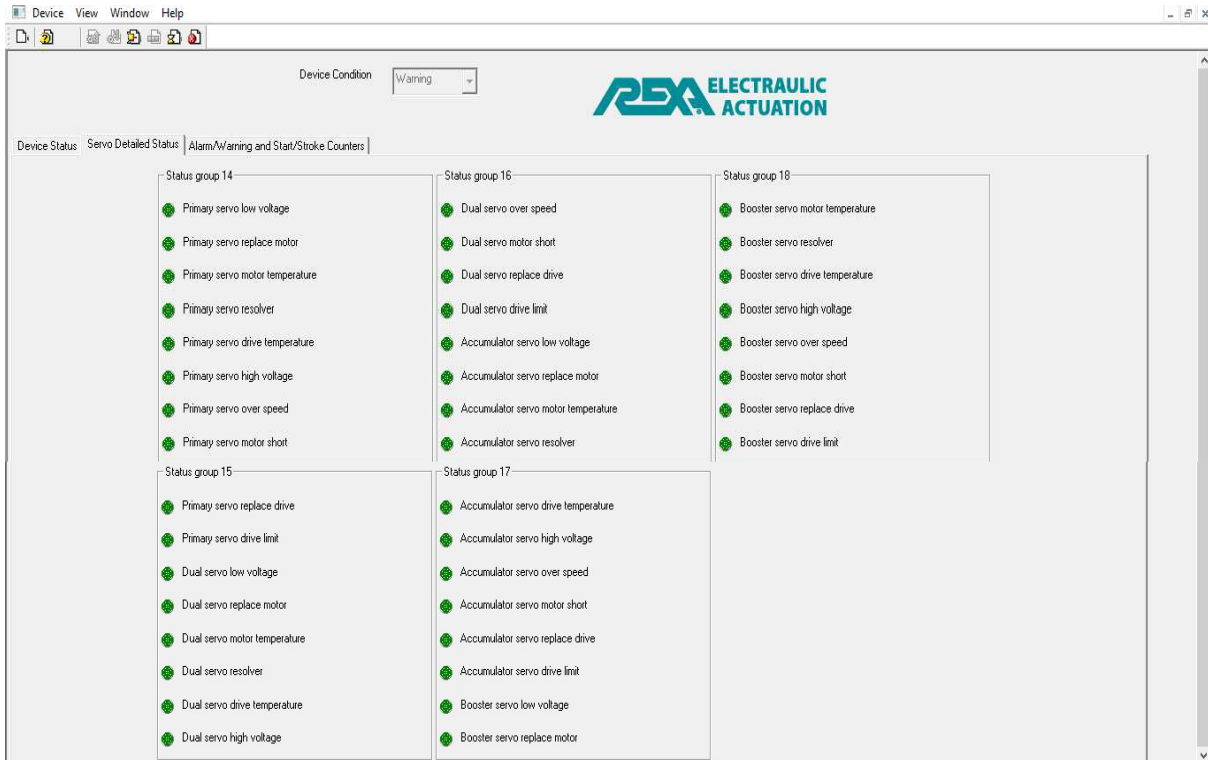 Device View Window Help
Device Condition Warning
REXA ELECTRAULIC ACTUATION
Device Status Servo Detailed Status Alarm/Warning and Start/Stroke Counters
Status group 14
Primary servo low voltage
Primary servo replace motor
Primary servo motor temperature
Primary servo resolver
Primary servo drive temperature
Primary servo high voltage
Primary servo over speed
Primary servo motor short
Status group 16
Dual servo over speed
Dual servo motor short
Dual servo replace drive
Dual servo drive limit
Accumulator servo low voltage
Accumulator servo replace motor
Accumulator servo motor temperature
Accumulator servo resolver
Status group 18
Booster servo motor temperature
Booster servo resolver
Booster servo drive temperature
Booster servo high voltage
Booster servo over speed
Booster servo motor short
Booster servo replace drive
Booster servo drive limit
Status group 15
Primary servo replace drive
Primary servo drive limit
Dual servo low voltage
Dual servo replace motor
Dual servo motor temperature
Dual servo resolver
Dual servo drive temperature
Dual servo high voltage
Status group 17
Accumulator servo drive temperature
Accumulator servo high voltage
Accumulator servo over speed
Accumulator servo motor short
Accumulator servo replace drive
Accumulator servo drive limit
Booster servo low voltage
Booster servo replace motor